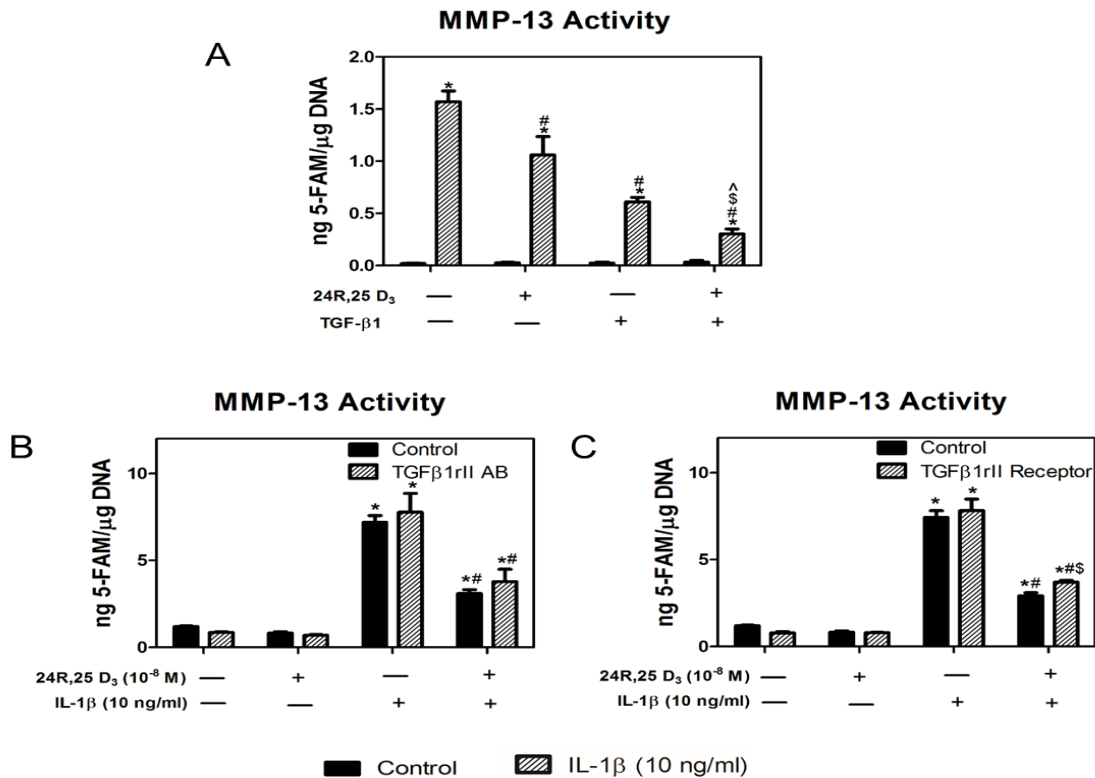 MMP-13 Activity
A
ng 5-FAM/μg DNA
2.0
1.5
1.0
0.5
0.0
*
#
*
#
*
^
$
#
*
24R,25 D₃ — + — +
TGF-β1 — — + +
MMP-13 Activity
B
ng 5-FAM/μg DNA
10
5
0
Control
TGFβ1rII AB
* *
*# *#
24R,25 D₃ (10⁻⁸ M) — + — +
IL-1β (10 ng/ml) — — + +
MMP-13 Activity
C
ng 5-FAM/μg DNA
10
5
0
Control
TGFβ1rII Receptor
* *
*# *#$
24R,25 D₃ (10⁻⁸ M) — + — +
IL-1β (10 ng/ml) — — + +
Control IL-1β (10 ng/ml)